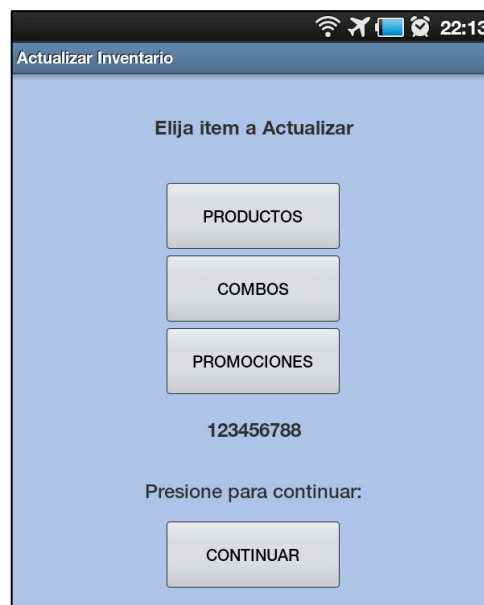 22:13
Actualizar Inventario
Elija item a Actualizar
PRODUCTOS
COMBOS
PROMOCIONES
123456788
Presione para continuar:
CONTINUAR